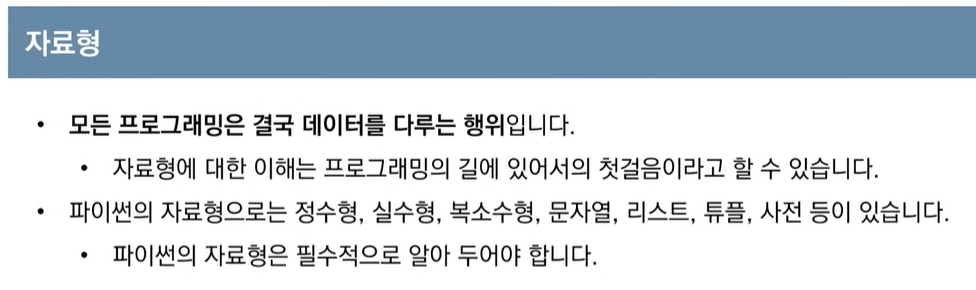 자료형
• 모든 프로그래밍은 결국 데이터를 다루는 행위입니다.
• 자료형에 대한 이해는 프로그래밍의 길에 있어서의 첫걸음이라고 할 수 있습니다.
• 파이썬의 자료형으로는 정수형, 실수형, 복소수형, 문자열, 리스트, 튜플, 사전 등이 있습니다.
• 파이썬의 자료형은 필수적으로 알아 두어야 합니다.